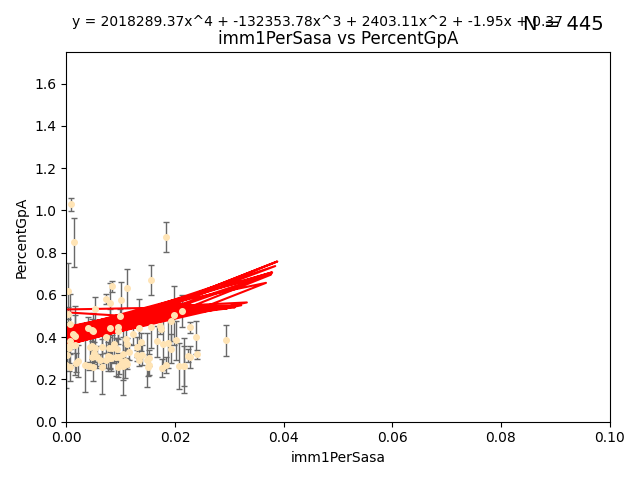 y = 2018289.37x^4 + -132353.78x^3 + 2403.11x^2 + -1.95x + 0.37
N = 445
imm1PerSasa vs PercentGpA
1.6
1.4
1.2
1.0
0.8
0.6
0.4
0.2
0.0
PercentGpA
0.00 0.02 0.04 0.06 0.08 0.10
imm1PerSasa